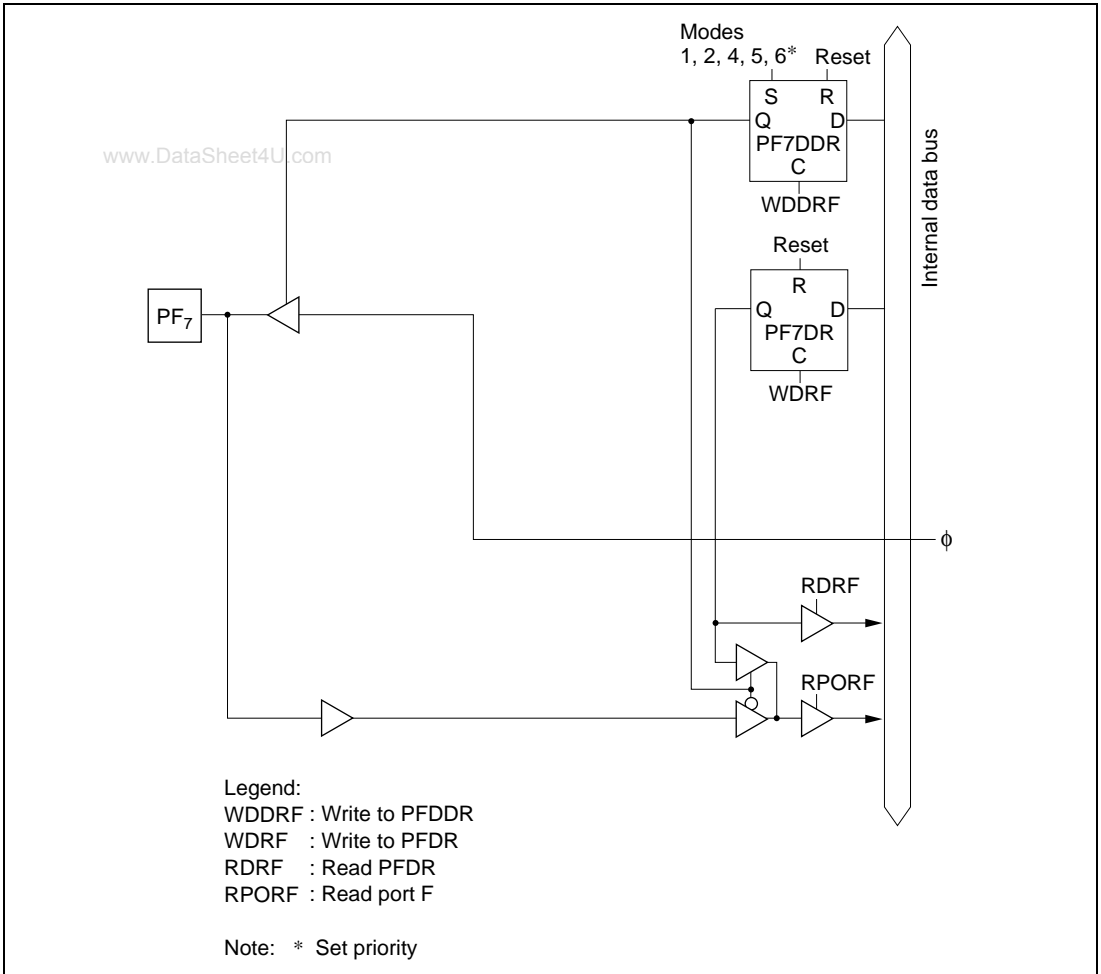 Modes
1, 2, 4, 5, 6* Reset
S R
Q D
PF7DDR
C
WDDRF
www.DataSheet4U.com
Internal data bus
Reset
R
Q D
PF7DR
C
WDRF
PF7
ϕ
RDRF
RPORF
Legend:
WDDRF : Write to PFDDR
WDRF : Write to PFDR
RDRF : Read PFDR
RPORF : Read port F
Note: * Set priority